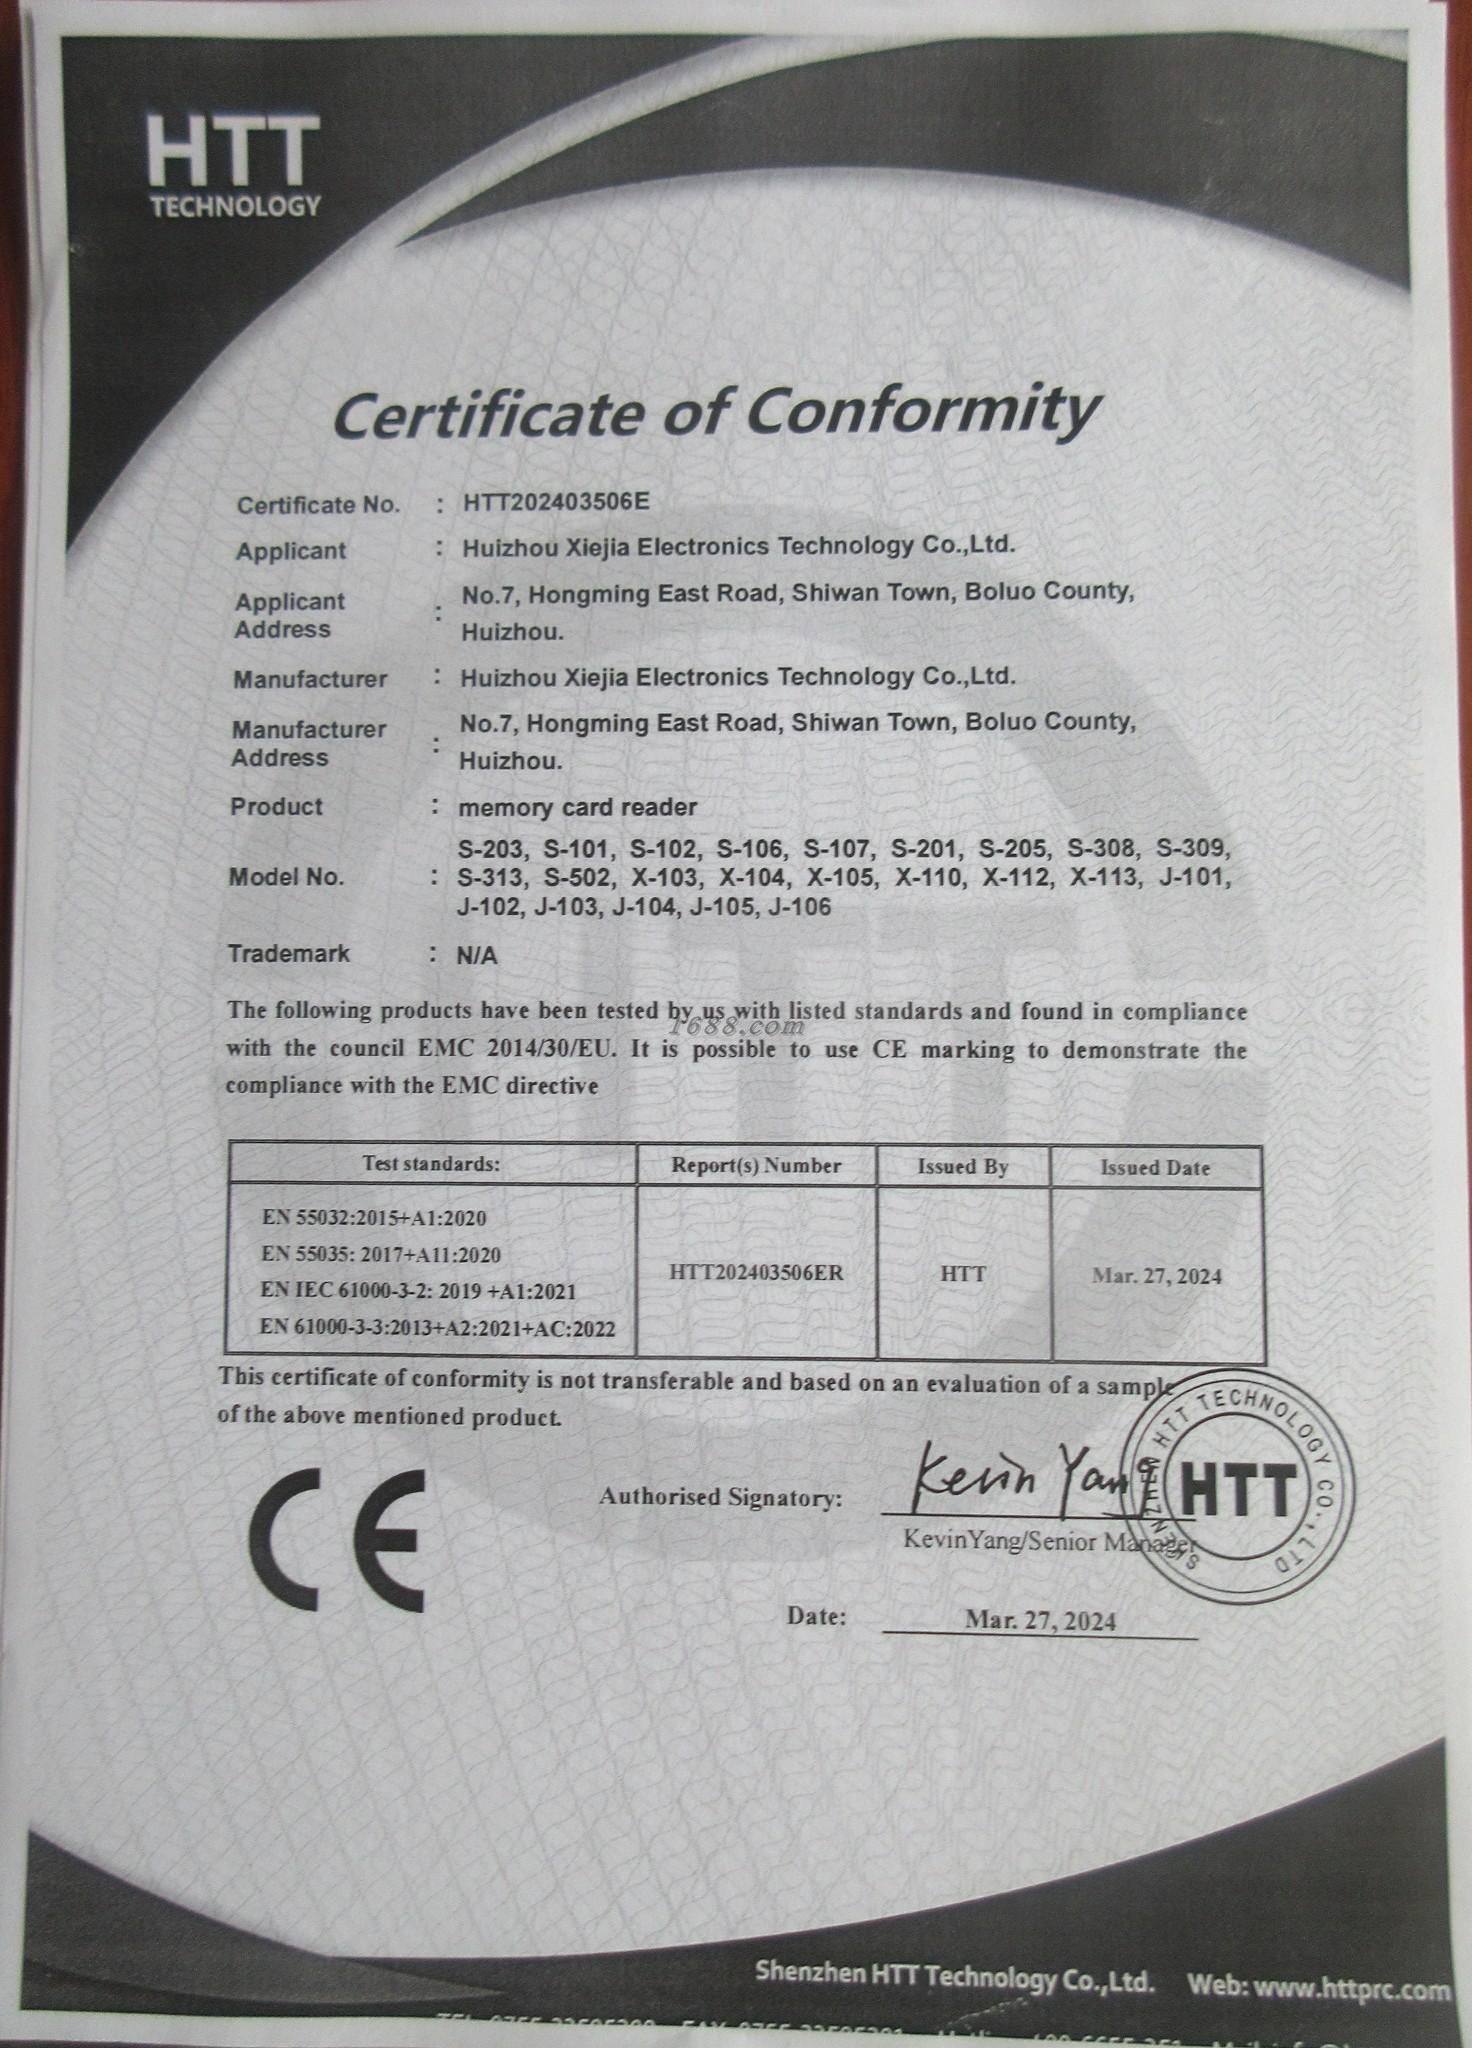 HTT
TECHNOLOGY
Certificate of Conformity
Certificate No. : HTT202403506E
Applicant : Huizhou Xiejia Electronics Technology Co.,Ltd.
Applicant Address : No.7, Hongming East Road, Shiwan Town, Boluo County,
Huizhou.
Manufacturer : Huizhou Xiejia Electronics Technology Co.,Ltd.
Manufacturer Address : No.7, Hongming East Road, Shiwan Town, Boluo County,
Huizhou.
Product : memory card reader
S-203, S-101, S-102, S-106, S-107, S-201, S-205, S-308, S-309,
Model No. : S-313, S-502, X-103, X-104, X-105, X-110, X-112, X-113, J-101,
J-102, J-103, J-104, J-105, J-106
Trademark : N/A
The following products have been tested by us with listed standards and found in compliance
1688.com
with the council EMC 2014/30/EU. It is possible to use CE marking to demonstrate the
compliance with the EMC directive
Test standards: Report(s) Number Issued By Issued Date
EN 55032:2015+A1:2020
EN 55035: 2017+A11:2020
EN IEC 61000-3-2: 2019 +A1:2021
EN 61000-3-3:2013+A2:2021+AC:2022
HTT202403506ER HTT Mar. 27, 2024
This certificate of conformity is not transferable and based on an evaluation of a sample
of the above mentioned product.
CE
Authorised Signatory: Kevin Yang
KevinYang/Senior Manager
SHENZHEN HTT TECHNOLOGY CO., LTD
HTT
Date: Mar. 27, 2024
Shenzhen HTT Technology Co.,Ltd. Web: www.httprc.com